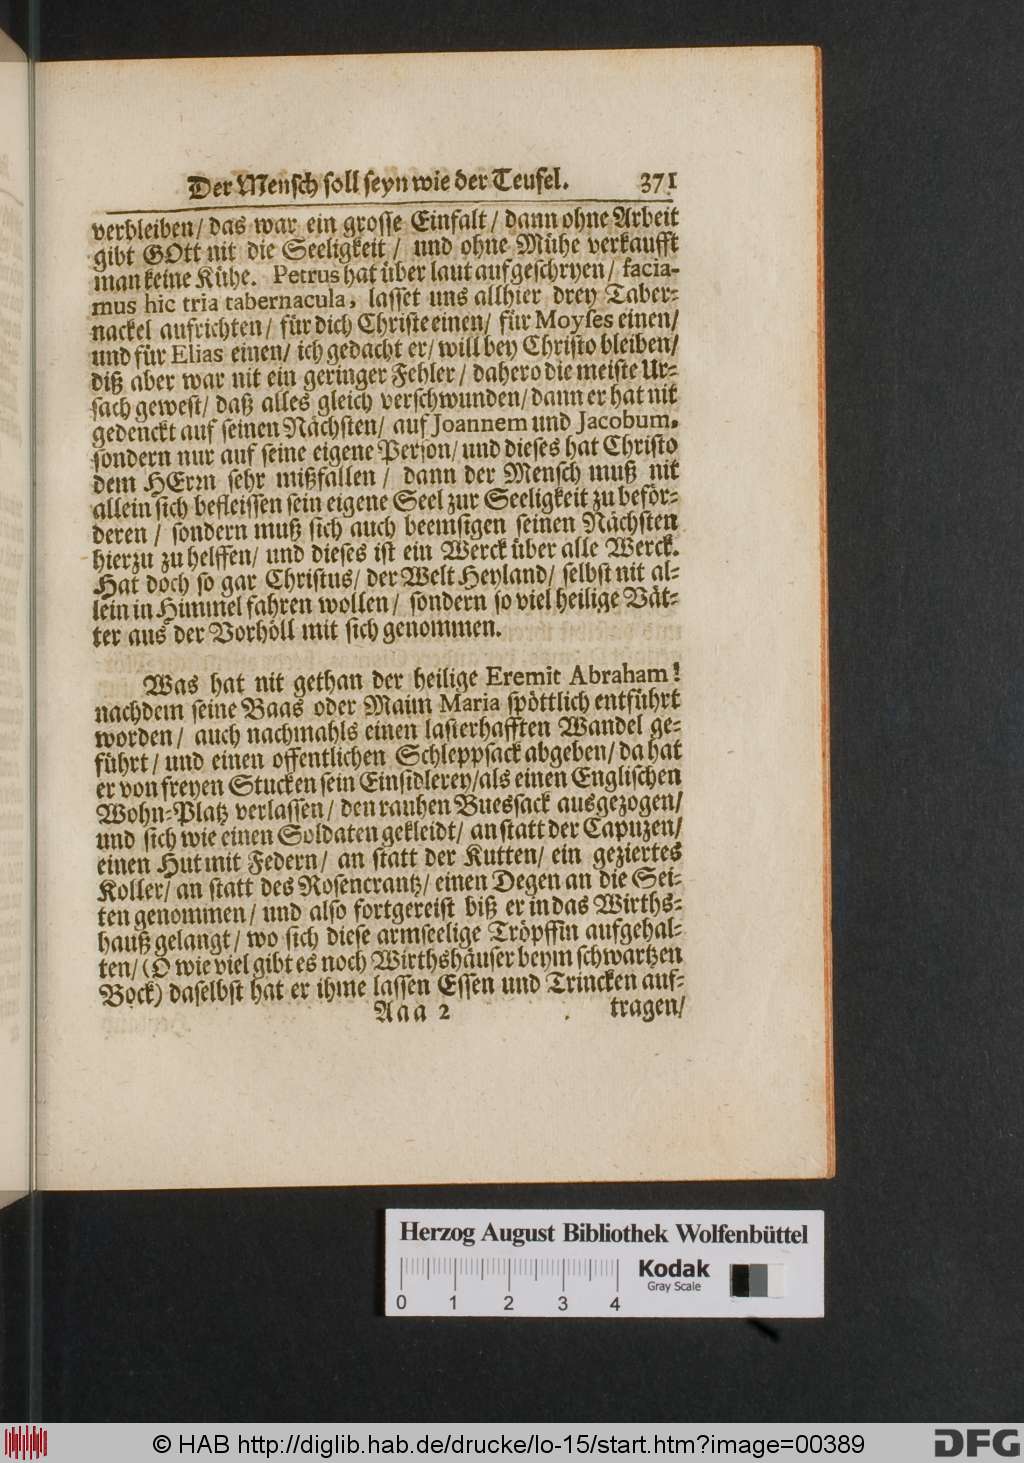 Der Mensch soll seyn wie der Teufel. 371
verbleiben/ das war ein grosse Einfalt/ dann ohne Arbeit
gibt GOtt nit die Seeligkeit/ und ohne Mühe verkaufft
man keine Kühe. Petrus hat über laut aufgeschryen/ facia-
mus hic tria tabernacula, lasset uns allhier drey Taber-
nackel aufrichten/ für dich Christe einen/ für Moyses einen/
und für Elias einen/ ich gedacht er/ will bey Christo bleiben/
diß aber war nit ein geringer Fehler/ dahero die meiste Ur-
sach gewest/ daß alles gleich verschwunden/ dann er hat nit
gedenckt auf seinen Nächsten/ auf Joannem und Jacobum,
sondern nur auf seine eigene Person/ und dieses hat Christo
dem HErrn sehr mißfallen/ dann der Mensch muß nit
allein sich befleissen sein eigene Seel zur Seeligkeit zu beför-
deren/ sondern muß sich auch beemsigen seinen Nächsten
hierzu zu helffen/ und dieses ist ein Werck über alle Werck.
Hat doch so gar Christus/ der Welt Heyland/ selbst nit al-
lein in Himmel fahren wollen/ sondern so viel heilige Vät-
ter aus der Vorhöll mit sich genommen.
Was hat nit gethan der heilige Eremit Abraham!
nachdem seine Baas oder Maim Maria spöttlich entführt
worden/ auch nachmahls einen lasterhafften Wandel ge-
führt/ und einen offentlichen Schleppsack abgeben/ da hat
er von freyen Stucken sein Einsidlerey/ als einen Englischen
Wohn-Platz verlassen/ den rauhen Buessack ausgezogen/
und sich wie einen Soldaten gekleidt/ an statt der Capuzen/
einen Hut mit Federn/ an statt der Kutten/ ein geziertes
Koller/ an statt des Rosencrantz/ einen Degen an die Sei-
ten genommen/ und also fortgereist biß er in das Wirths-
hauß gelangt/ wo sich diese armseelige Tröpffin aufgehal-
ten/ (O wie viel gibt es noch Wirthshäuser beym schwartzen
Bock) daselbst hat er ihme lassen Essen und Trincken auf-
Aaa 2 tragen/
Herzog August Bibliothek Wolfenbüttel
Kodak
Gray Scale
0 1 2 3 4
© HAB http://diglib.hab.de/drucke/lo-15/start.htm?image=00389
DFG